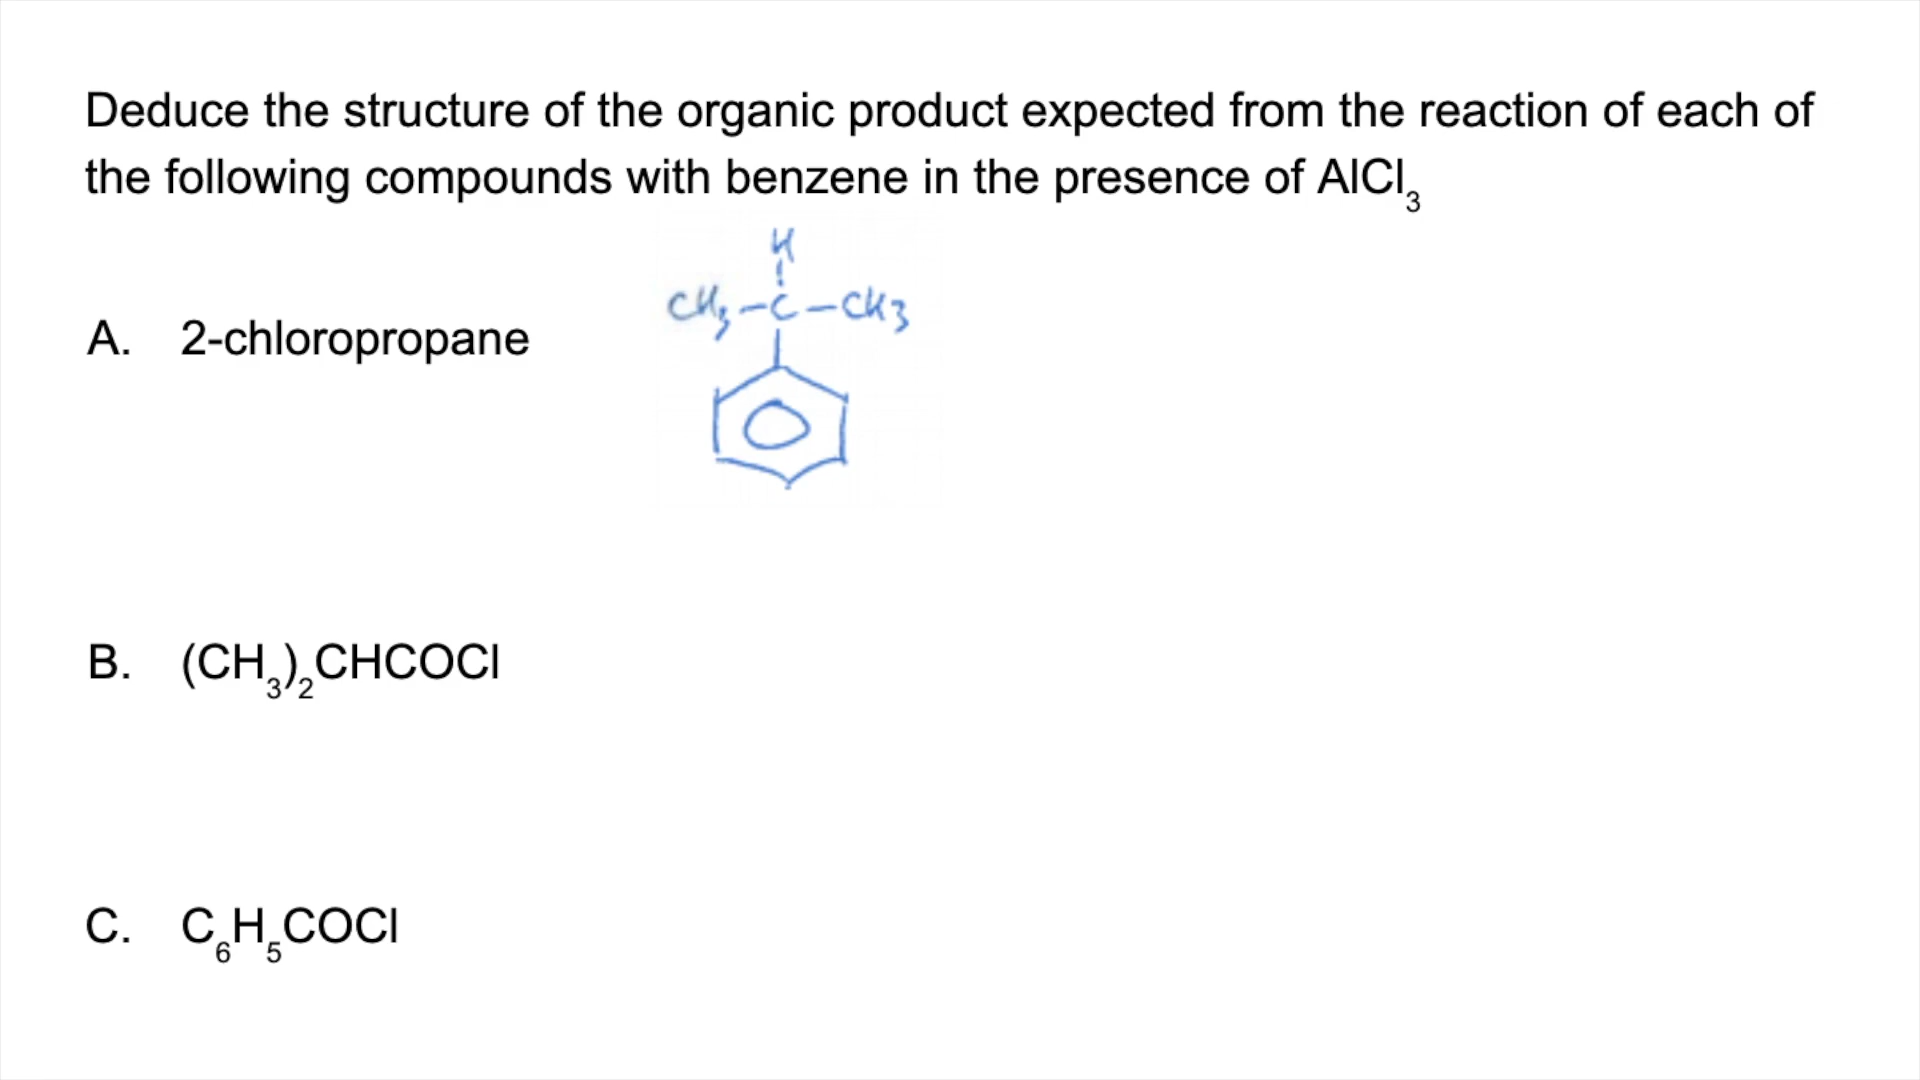 Deduce the structure of the organic product expected from the reaction of each of
the following compounds with benzene in the presence of AlCl₃
H
CH₃-C-CH₃
A. 2-chloropropane
B. (CH₃)₂CHCOCl
C. C₆H₅COCl